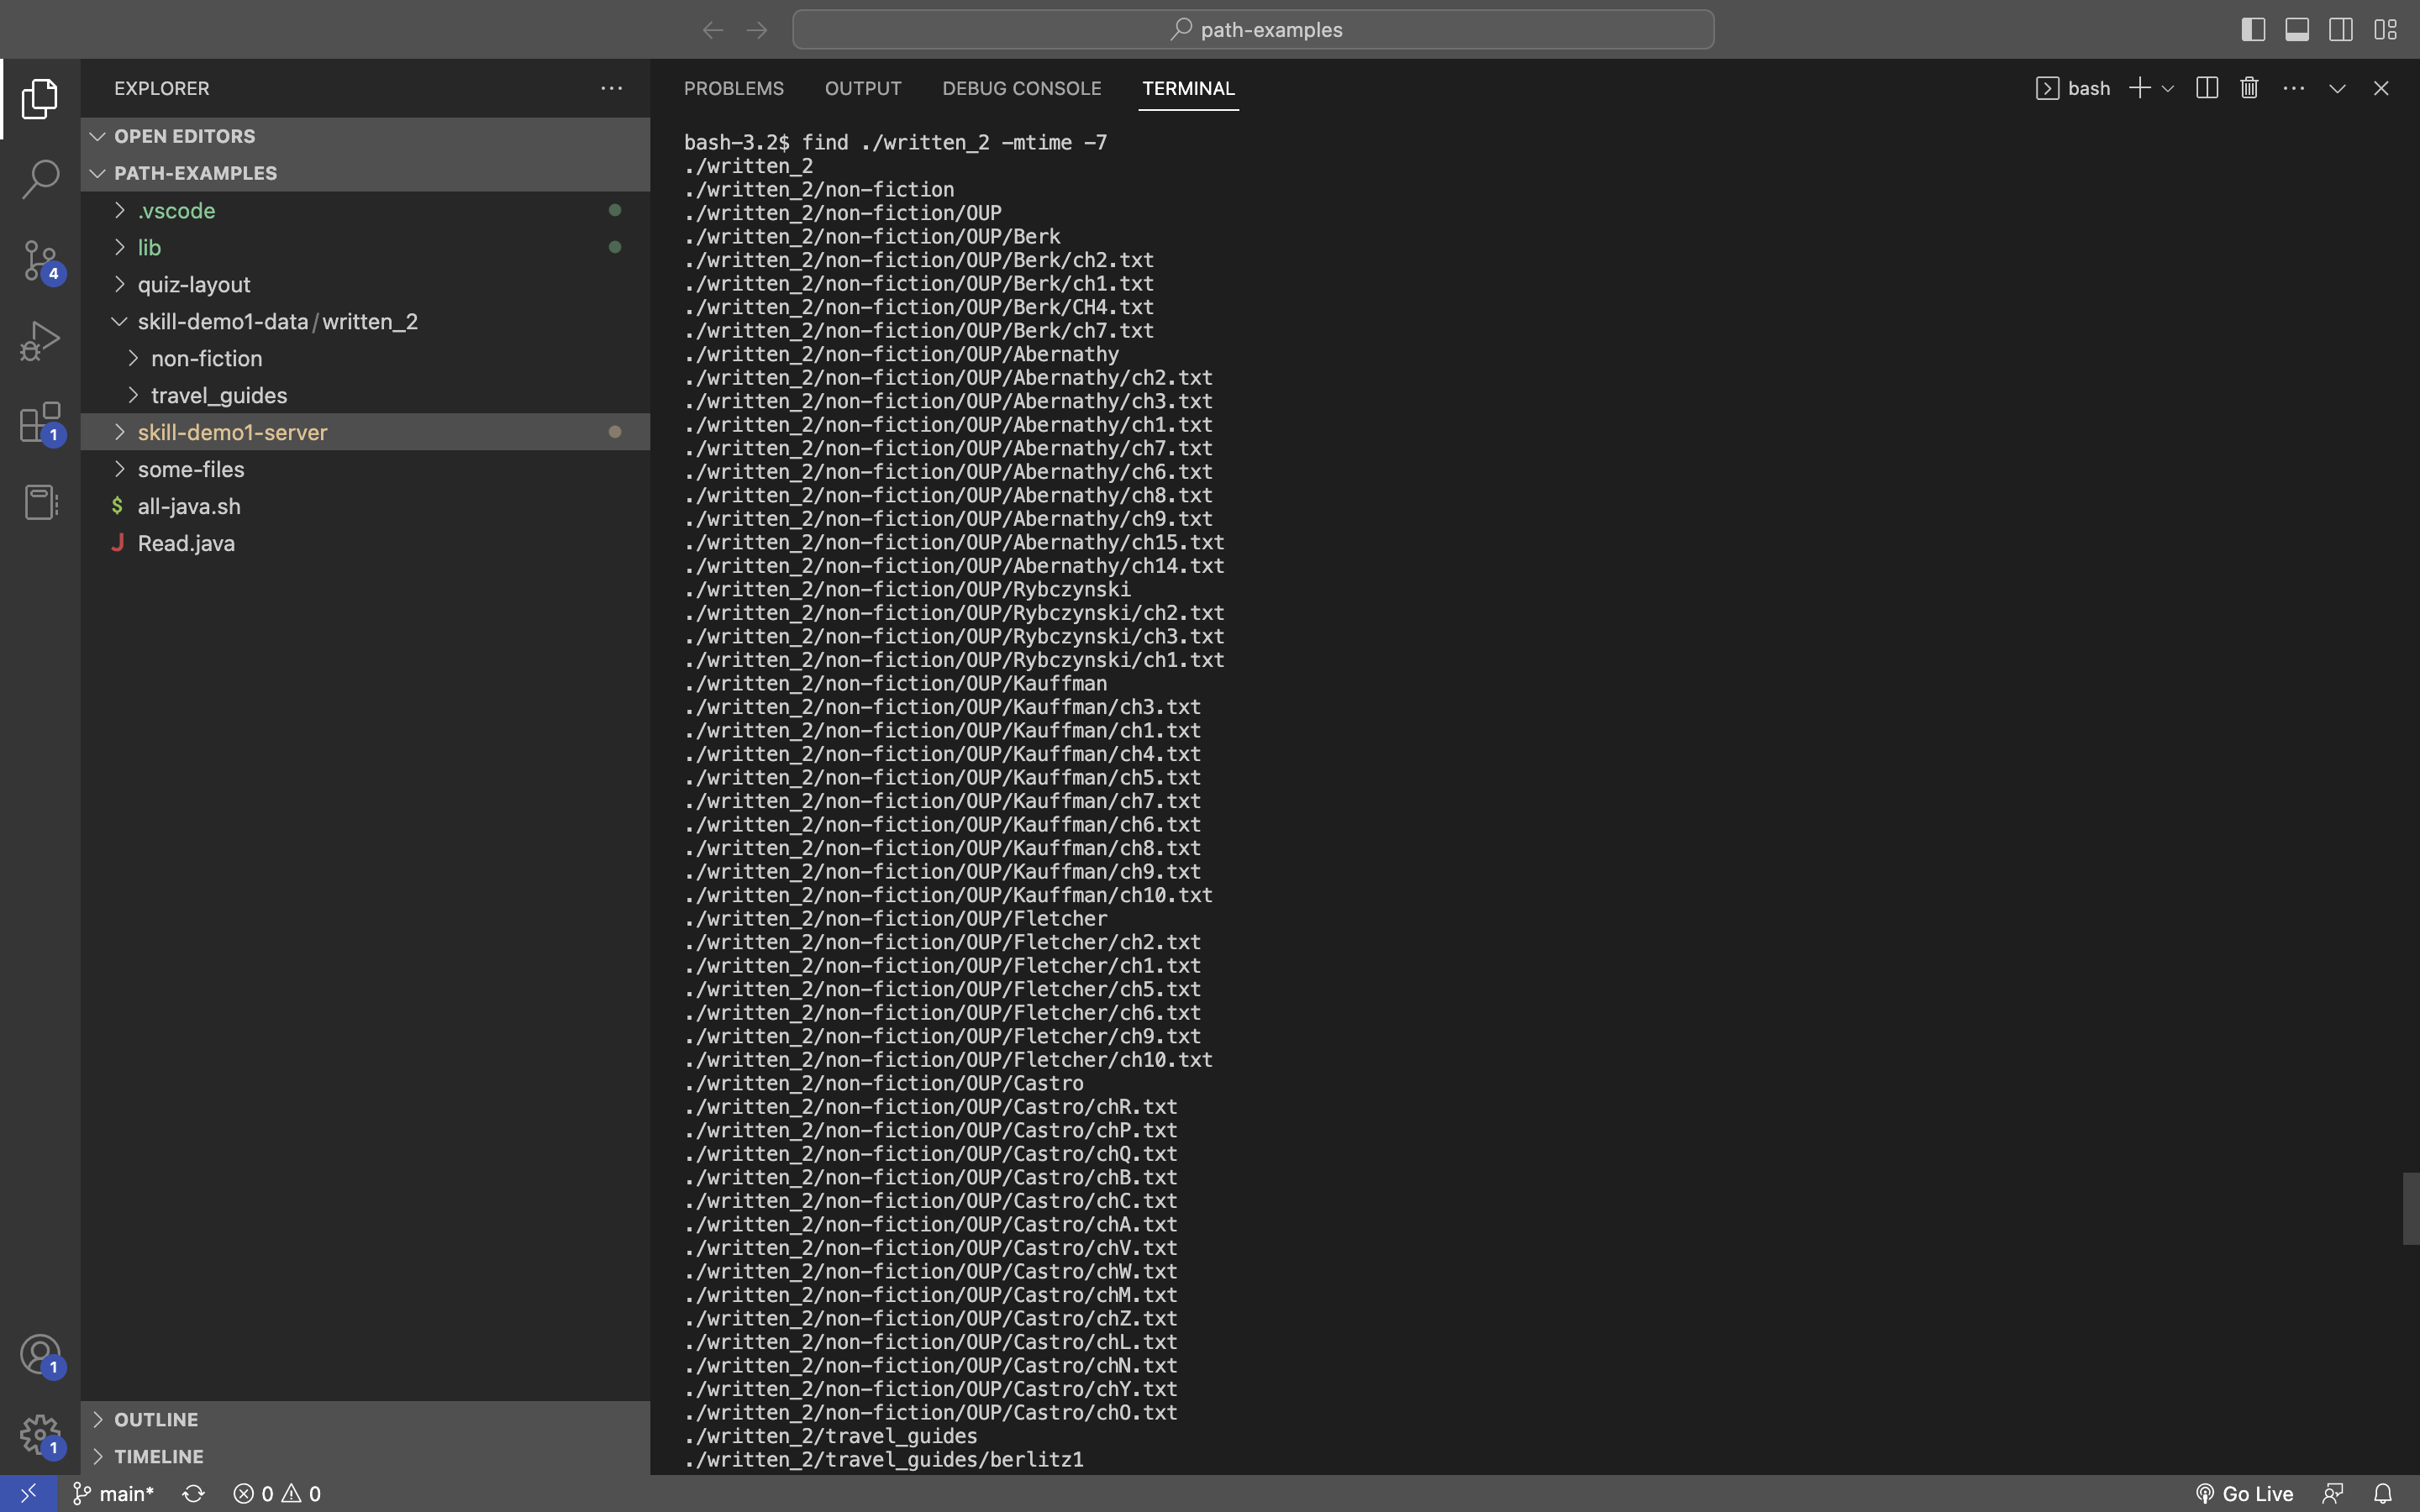 path-examples
EXPLORER
OPEN EDITORS
PATH-EXAMPLES
.vscode
lib
quiz-layout
skill-demo1-data/written_2
non-fiction
travel_guides
skill-demo1-server
some-files
$ all-java.sh
J Read.java
OUTLINE
TIMELINE
4
1
1
1
PROBLEMS OUTPUT DEBUG CONSOLE TERMINAL bash
bash-3.2$ find ./written_2 -mtime -7
./written_2
./written_2/non-fiction
./written_2/non-fiction/OUP
./written_2/non-fiction/OUP/Berk
./written_2/non-fiction/OUP/Berk/ch2.txt
./written_2/non-fiction/OUP/Berk/ch1.txt
./written_2/non-fiction/OUP/Berk/CH4.txt
./written_2/non-fiction/OUP/Berk/ch7.txt
./written_2/non-fiction/OUP/Abernathy
./written_2/non-fiction/OUP/Abernathy/ch2.txt
./written_2/non-fiction/OUP/Abernathy/ch3.txt
./written_2/non-fiction/OUP/Abernathy/ch1.txt
./written_2/non-fiction/OUP/Abernathy/ch7.txt
./written_2/non-fiction/OUP/Abernathy/ch6.txt
./written_2/non-fiction/OUP/Abernathy/ch8.txt
./written_2/non-fiction/OUP/Abernathy/ch9.txt
./written_2/non-fiction/OUP/Abernathy/ch15.txt
./written_2/non-fiction/OUP/Abernathy/ch14.txt
./written_2/non-fiction/OUP/Rybczynski
./written_2/non-fiction/OUP/Rybczynski/ch2.txt
./written_2/non-fiction/OUP/Rybczynski/ch3.txt
./written_2/non-fiction/OUP/Rybczynski/ch1.txt
./written_2/non-fiction/OUP/Kauffman
./written_2/non-fiction/OUP/Kauffman/ch3.txt
./written_2/non-fiction/OUP/Kauffman/ch1.txt
./written_2/non-fiction/OUP/Kauffman/ch4.txt
./written_2/non-fiction/OUP/Kauffman/ch5.txt
./written_2/non-fiction/OUP/Kauffman/ch7.txt
./written_2/non-fiction/OUP/Kauffman/ch6.txt
./written_2/non-fiction/OUP/Kauffman/ch8.txt
./written_2/non-fiction/OUP/Kauffman/ch9.txt
./written_2/non-fiction/OUP/Kauffman/ch10.txt
./written_2/non-fiction/OUP/Fletcher
./written_2/non-fiction/OUP/Fletcher/ch2.txt
./written_2/non-fiction/OUP/Fletcher/ch1.txt
./written_2/non-fiction/OUP/Fletcher/ch5.txt
./written_2/non-fiction/OUP/Fletcher/ch6.txt
./written_2/non-fiction/OUP/Fletcher/ch9.txt
./written_2/non-fiction/OUP/Fletcher/ch10.txt
./written_2/non-fiction/OUP/Castro
./written_2/non-fiction/OUP/Castro/chR.txt
./written_2/non-fiction/OUP/Castro/chP.txt
./written_2/non-fiction/OUP/Castro/chQ.txt
./written_2/non-fiction/OUP/Castro/chB.txt
./written_2/non-fiction/OUP/Castro/chC.txt
./written_2/non-fiction/OUP/Castro/chA.txt
./written_2/non-fiction/OUP/Castro/chV.txt
./written_2/non-fiction/OUP/Castro/chW.txt
./written_2/non-fiction/OUP/Castro/chM.txt
./written_2/non-fiction/OUP/Castro/chZ.txt
./written_2/non-fiction/OUP/Castro/chL.txt
./written_2/non-fiction/OUP/Castro/chN.txt
./written_2/non-fiction/OUP/Castro/chY.txt
./written_2/non-fiction/OUP/Castro/chO.txt
./written_2/travel_guides
./written_2/travel_guides/berlitz1
main* 0 0 Go Live